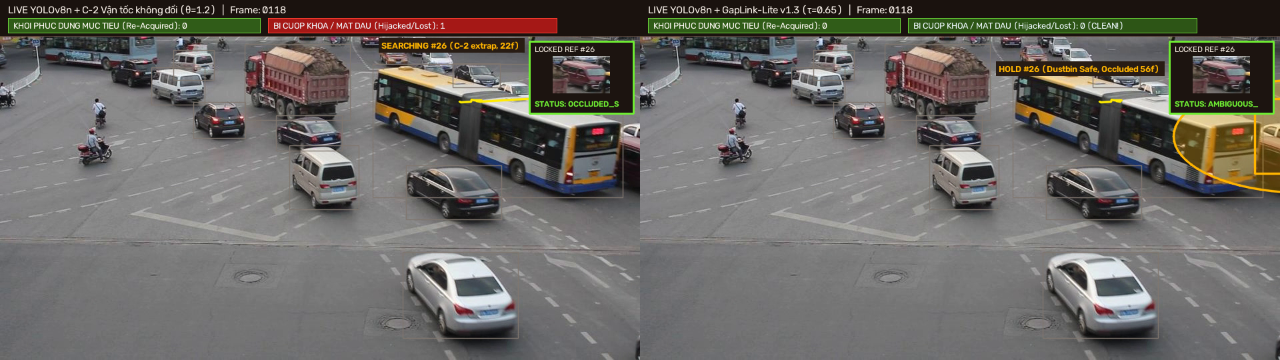 LIVE YOLOv8n + C-2 Vận tốc không đổi (θ=1.2) | Frame: 0118
KHOI PHUC DUNG MUC TIEU (Re-Acquired): 0
BI CUOP KHOA / MAT DAU (Hijacked/Lost): 1
SEARCHING #26 (C-2 extrap. 22f)
LOCKED REF #26
STATUS: OCCLUDED_S
LIVE YOLOv8n + GapLink-Lite v1.3 (τ=0.65) | Frame: 0118
KHOI PHUC DUNG MUC TIEU (Re-Acquired): 0
BI CUOP KHOA / MAT DAU (Hijacked/Lost): 0 (CLEAN!)
HOLD #26 (Dustbin Safe, Occluded 56f)
LOCKED REF #26
STATUS: AMBIGUOUS_